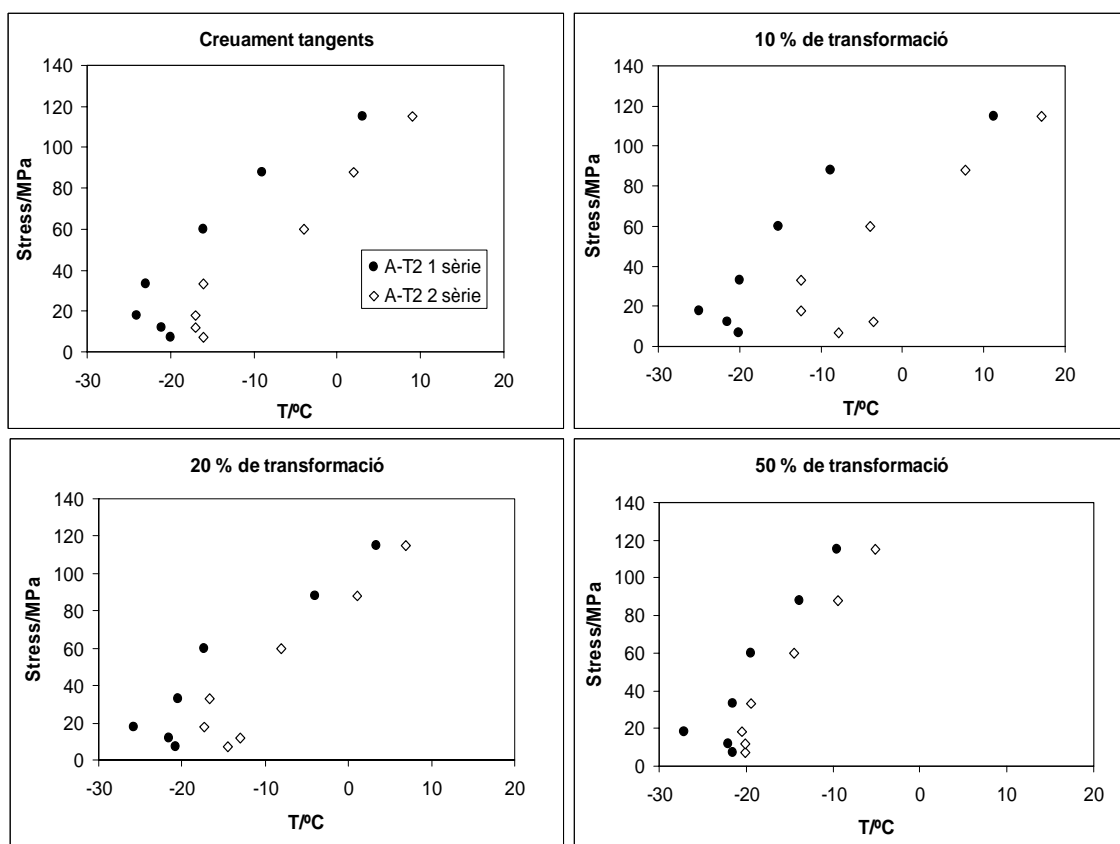 Creuament tangents
140
120
100
80
60
40
20
0
Stress/MPa
-30 -20 -10 0 10 20
T/ºC
A-T2 1 sèrie
A-T2 2 sèrie
10 % de transformació
140
120
100
80
60
40
20
0
Stress/MPa
-30 -20 -10 0 10 20
T/ºC
20 % de transformació
140
120
100
80
60
40
20
0
Stress/MPa
-30 -20 -10 0 10 20
T/ºC
50 % de transformació
140
120
100
80
60
40
20
0
Stress/MPa
-30 -20 -10 0 10 20
T/ºC